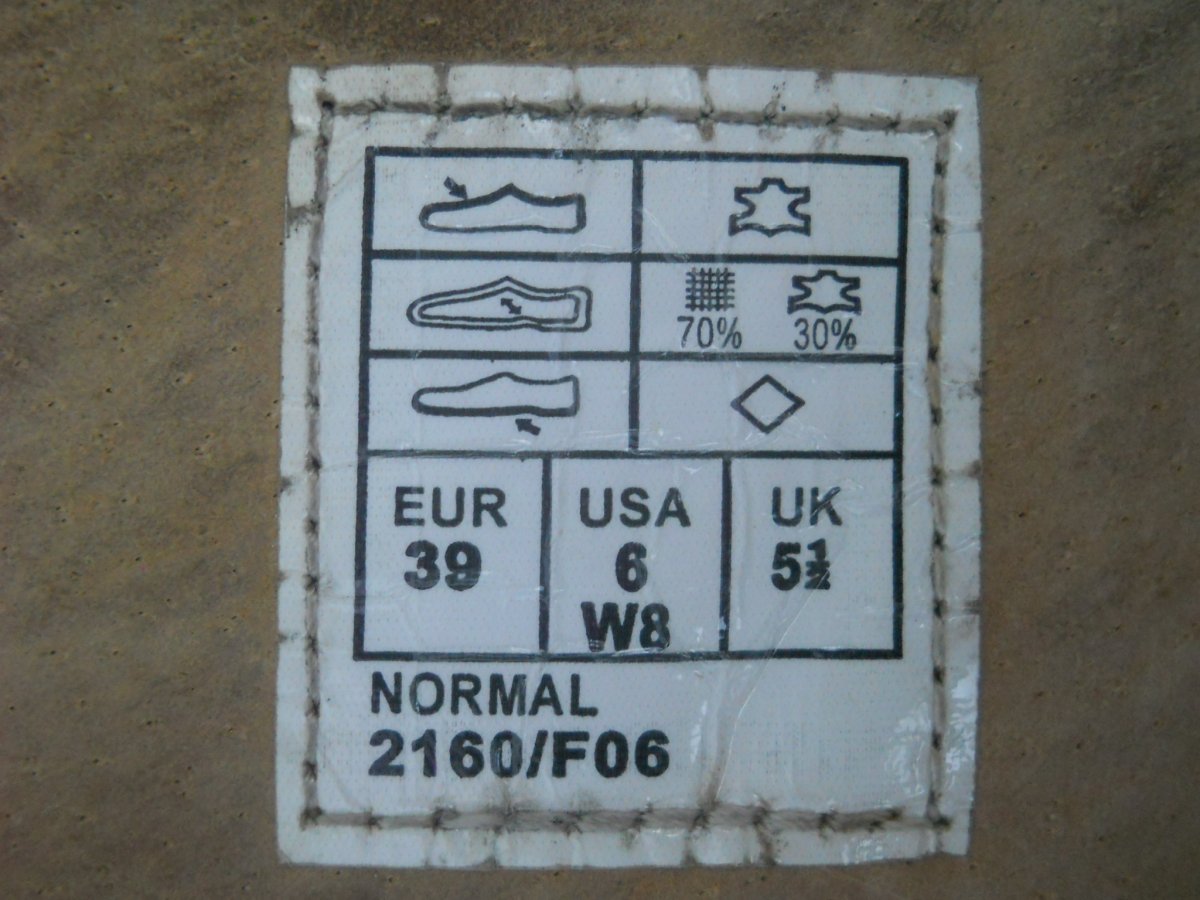 70% 30%
EUR USA UK
39 6 5½
W8
NORMAL
2160/F06